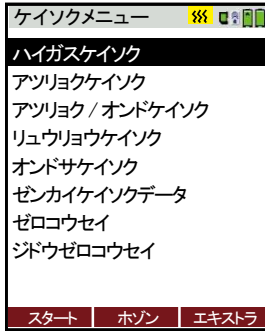 ケイソクメニュー
ハイガスケイソク
アツリョクケイソク
アツリョク / オンドケイソク
リュウリョウケイソク
オンドサケイソク
ゼンカイケイソクデータ
ゼロコウセイ
ジドウゼロコウセイ
スタート ホゾン エキストラ